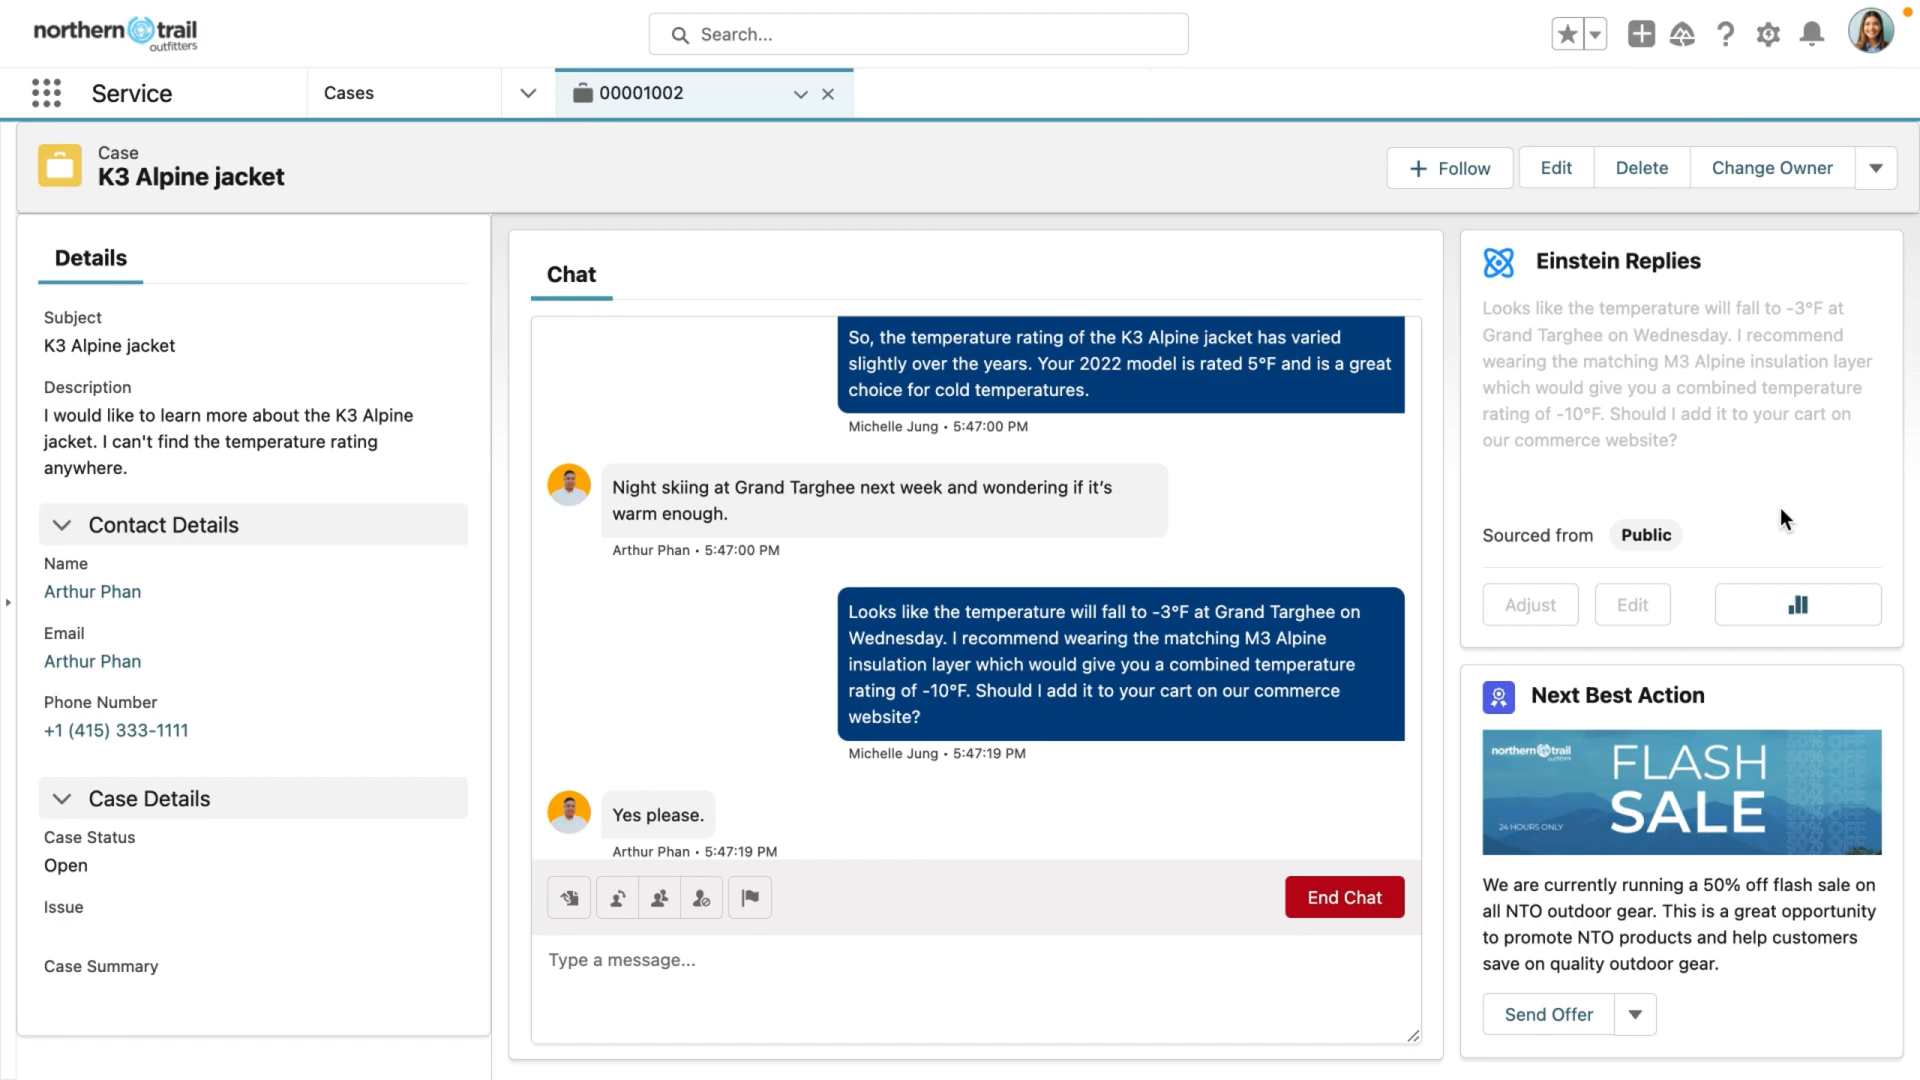 northern trail
outfitters
Search...
Service
Cases
00001002
Case
K3 Alpine jacket
Follow
Edit
Delete
Change Owner
Details
Subject
K3 Alpine jacket
Description
I would like to learn more about the K3 Alpine
jacket. I can't find the temperature rating
anywhere.
Contact Details
Name
Arthur Phan
Email
Arthur Phan
Phone Number
+1 (415) 333-1111
Case Details
Case Status
Open
Issue
Case Summary
Chat
So, the temperature rating of the K3 Alpine jacket has varied
slightly over the years. Your 2022 model is rated 5°F and is a great
choice for cold temperatures.
Michelle Jung • 5:47:00 PM
Night skiing at Grand Targhee next week and wondering if it's
warm enough.
Arthur Phan • 5:47:00 PM
Looks like the temperature will fall to -3°F at Grand Targhee on
Wednesday. I recommend wearing the matching M3 Alpine
insulation layer which would give you a combined temperature
rating of -10°F. Should I add it to your cart on our commerce
website?
Michelle Jung • 5:47:19 PM
Yes please.
Arthur Phan • 5:47:19 PM
End Chat
Type a message...
Einstein Replies
Looks like the temperature will fall to -3°F at
Grand Targhee on Wednesday. I recommend
wearing the matching M3 Alpine insulation layer
which would give you a combined temperature
rating of -10°F. Should I add it to your cart on
our commerce website?
Sourced from Public
Adjust
Edit
Next Best Action
northern trail
outfitters
FLASH
SALE
24 HOURS ONLY
We are currently running a 50% off flash sale on
all NTO outdoor gear. This is a great opportunity
to promote NTO products and help customers
save on quality outdoor gear.
Send Offer